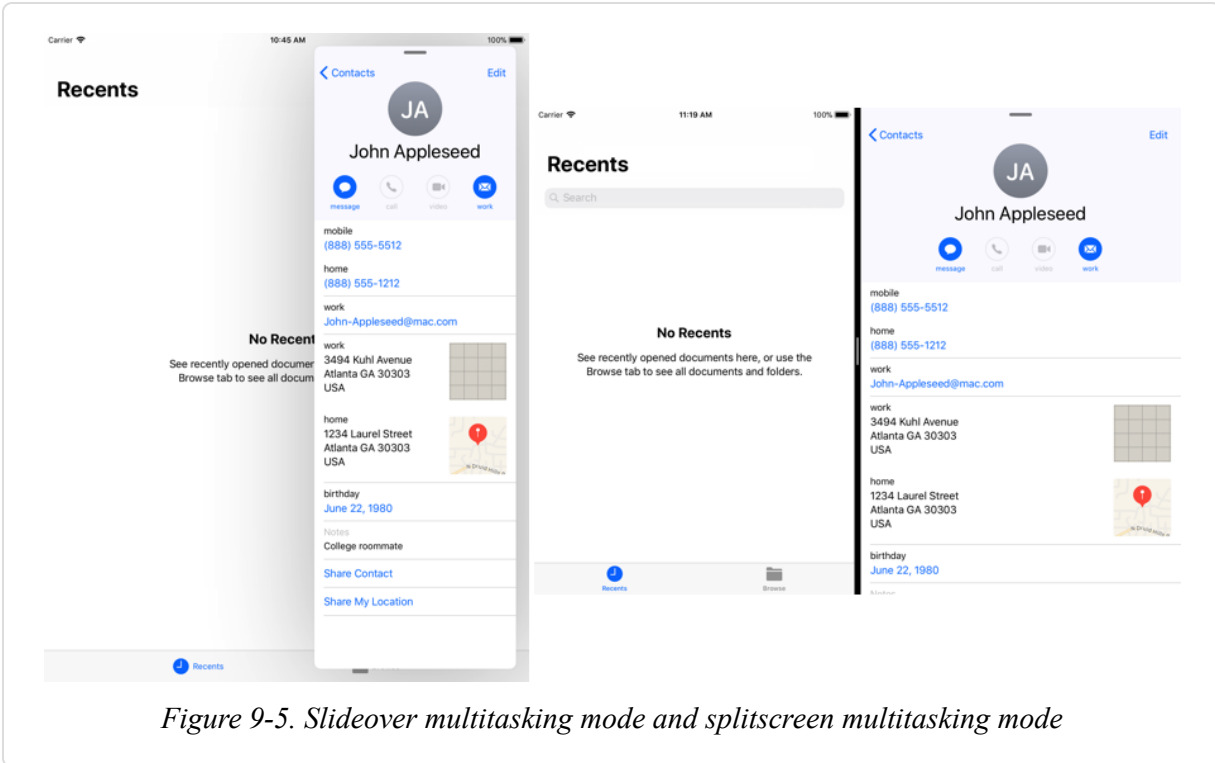 Carrier
10:45 AM
100%
Recents
No Recent
See recently opened documer
Browse tab to see all docum
Recents
Contacts
Edit
JA
John Appleseed
message
call
video
work
mobile
(888) 555-5512
home
(888) 555-1212
work
John-Appleseed@mac.com
work
3494 Kuhl Avenue
Atlanta GA 30303
USA
home
1234 Laurel Street
Atlanta GA 30303
USA
birthday
June 22, 1980
Notes
College roommate
Share Contact
Share My Location
Carrier
11:19 AM
100%
Recents
Search
No Recents
See recently opened documents here, or use the
Browse tab to see all documents and folders.
Recents
Browse
Contacts
Edit
JA
John Appleseed
message
call
video
work
mobile
(888) 555-5512
home
(888) 555-1212
work
John-Appleseed@mac.com
work
3494 Kuhl Avenue
Atlanta GA 30303
USA
home
1234 Laurel Street
Atlanta GA 30303
USA
birthday
June 22, 1980
Figure 9-5. Slideover multitasking mode and splitscreen multitasking mode